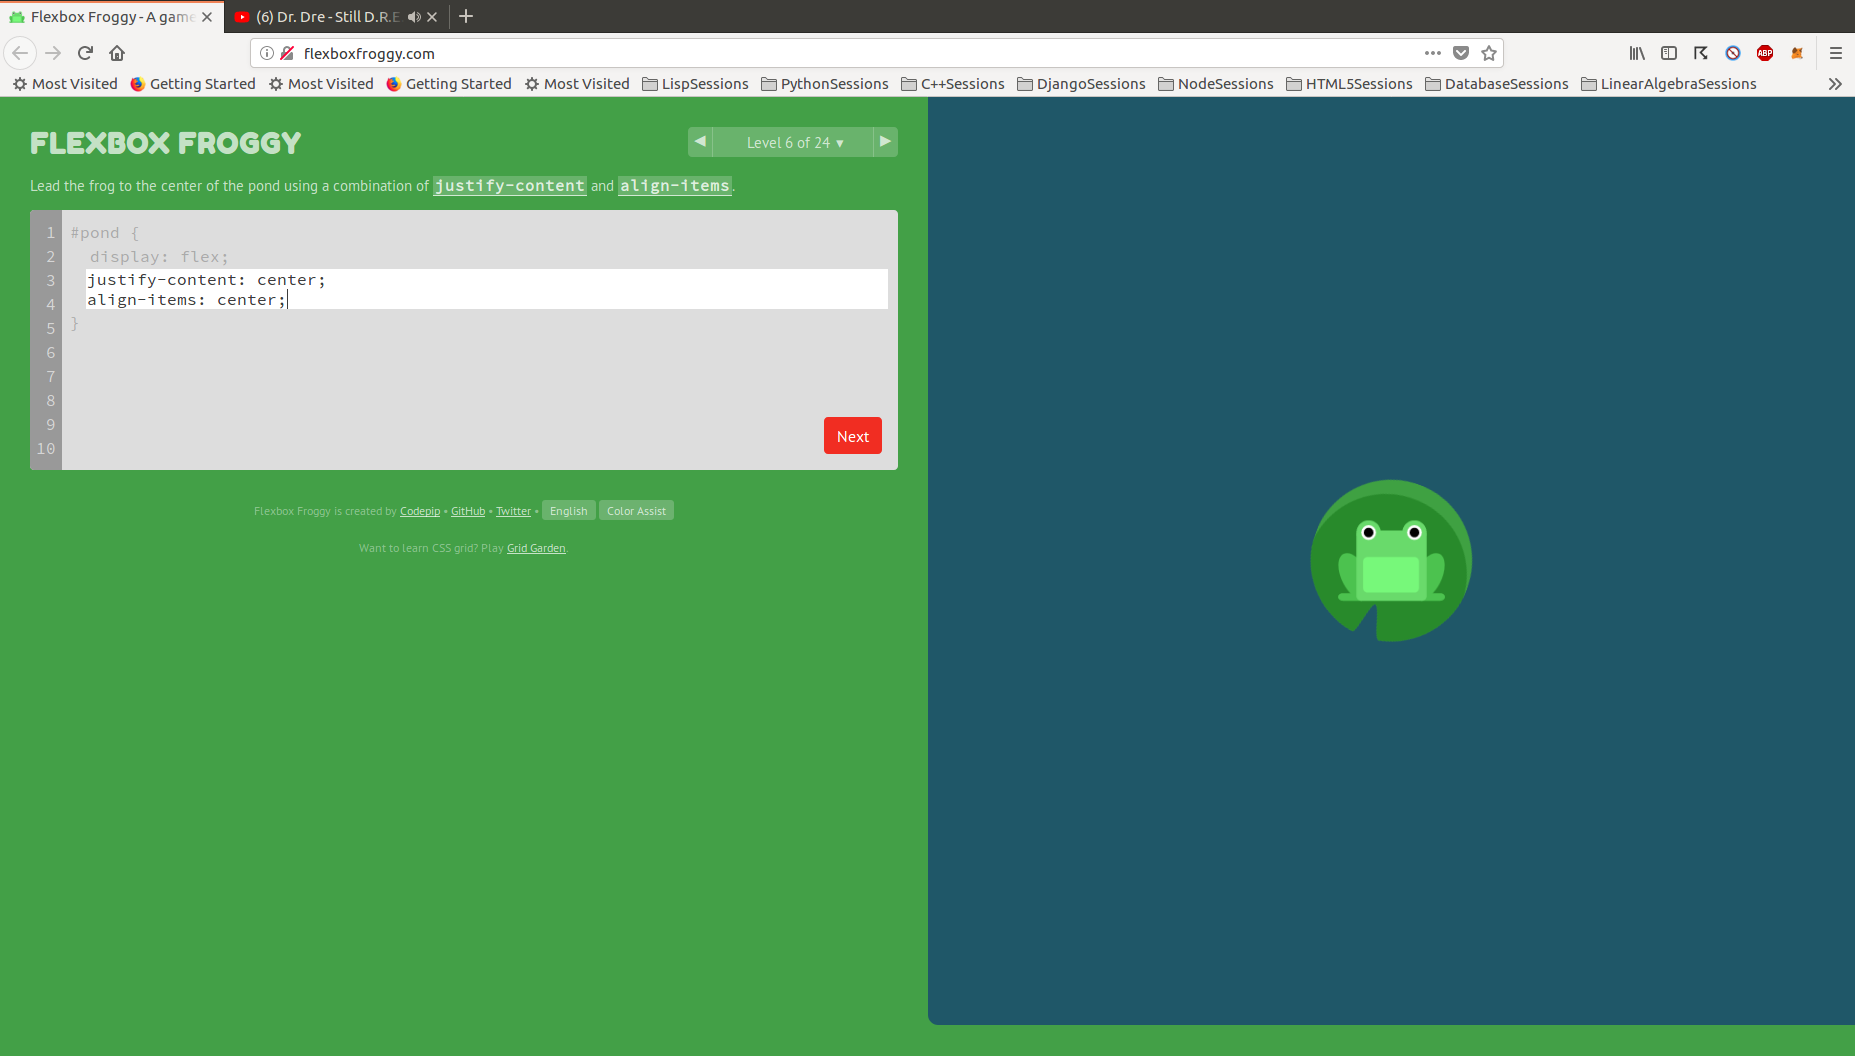 Flexbox Froggy - A game
(6) Dr. Dre - Still D.R.E
flexboxfroggy.com
ABP
Most Visited Getting Started Most Visited Getting Started Most Visited LispSessions PythonSessions C++Sessions DjangoSessions NodeSessions HTML5Sessions DatabaseSessions LinearAlgebraSessions
FLEXBOX FROGGY
◀ Level 6 of 24 ▾ ▶
Lead the frog to the center of the pond using a combination of justify-content and align-items.
1 #pond {
2 display: flex;
3 justify-content: center;
4 align-items: center;
5 }
6
7
8
9
10
Next
Flexbox Froggy is created by Codepip • GitHub • Twitter • English Color Assist
Want to learn CSS grid? Play Grid Garden.